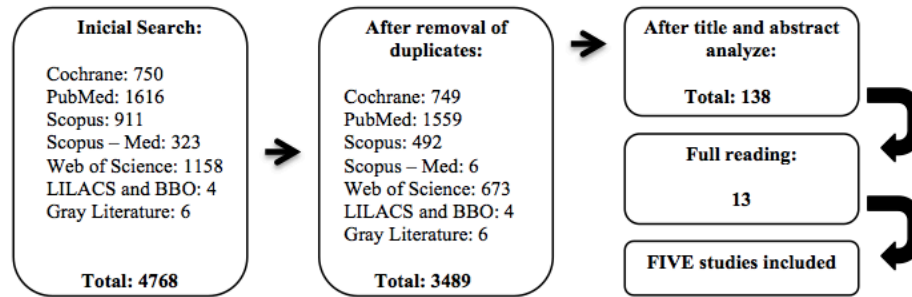 Inicial Search:
Cochrane: 750
PubMed: 1616
Scopus: 911
Scopus – Med: 323
Web of Science: 1158
LILACS and BBO: 4
Gray Literature: 6
Total: 4768
After removal of
duplicates:
Cochrane: 749
PubMed: 1559
Scopus: 492
Scopus – Med: 6
Web of Science: 673
LILACS and BBO: 4
Gray Literature: 6
Total: 3489
After title and abstract
analyze:
Total: 138
Full reading:
13
FIVE studies included